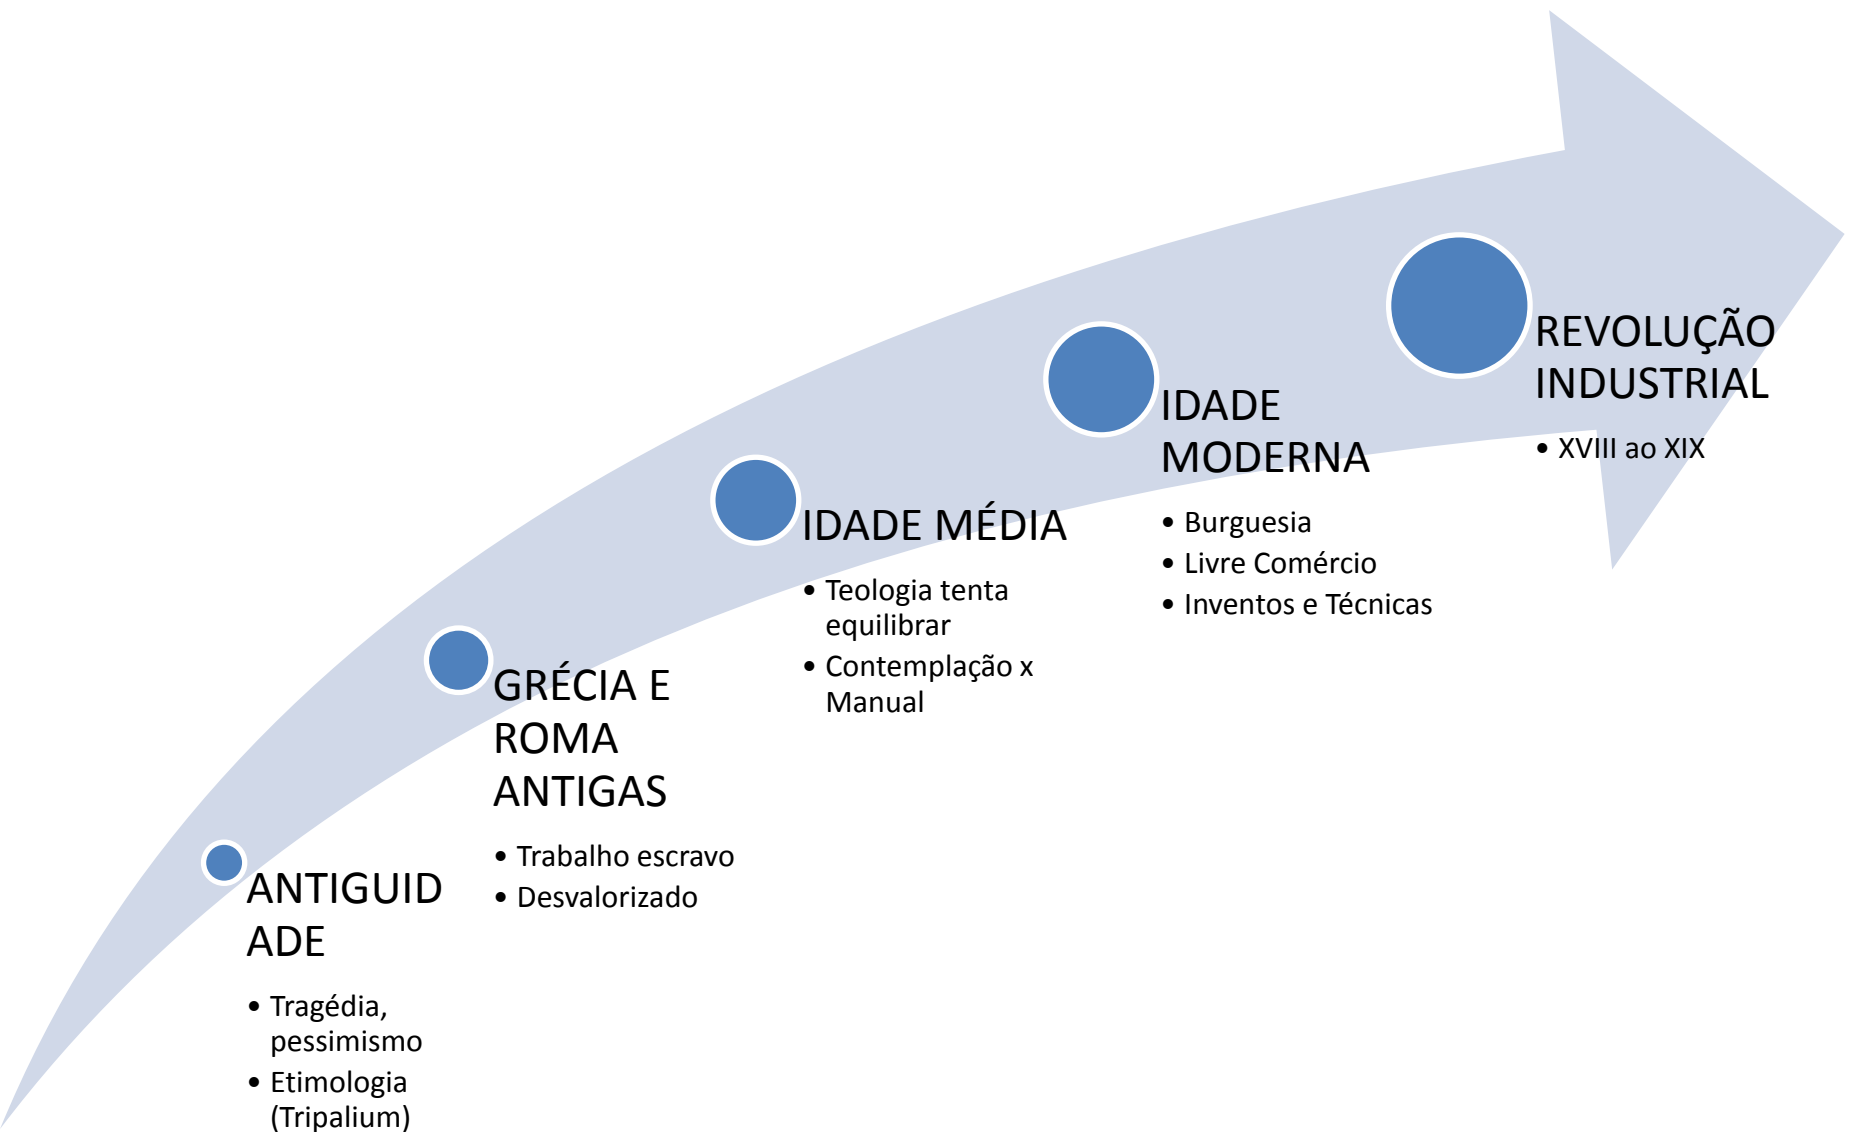 ANTIGUID
ADE
• Tragédia,
pessimismo
• Etimologia
(Tripalium)
GRÉCIA E
ROMA
ANTIGAS
• Trabalho escravo
• Desvalorizado
IDADE MÉDIA
• Teologia tenta
equilibrar
• Contemplação x
Manual
IDADE
MODERNA
• Burguesia
• Livre Comércio
• Inventos e Técnicas
REVOLUÇÃO
INDUSTRIAL
• XVIII ao XIX